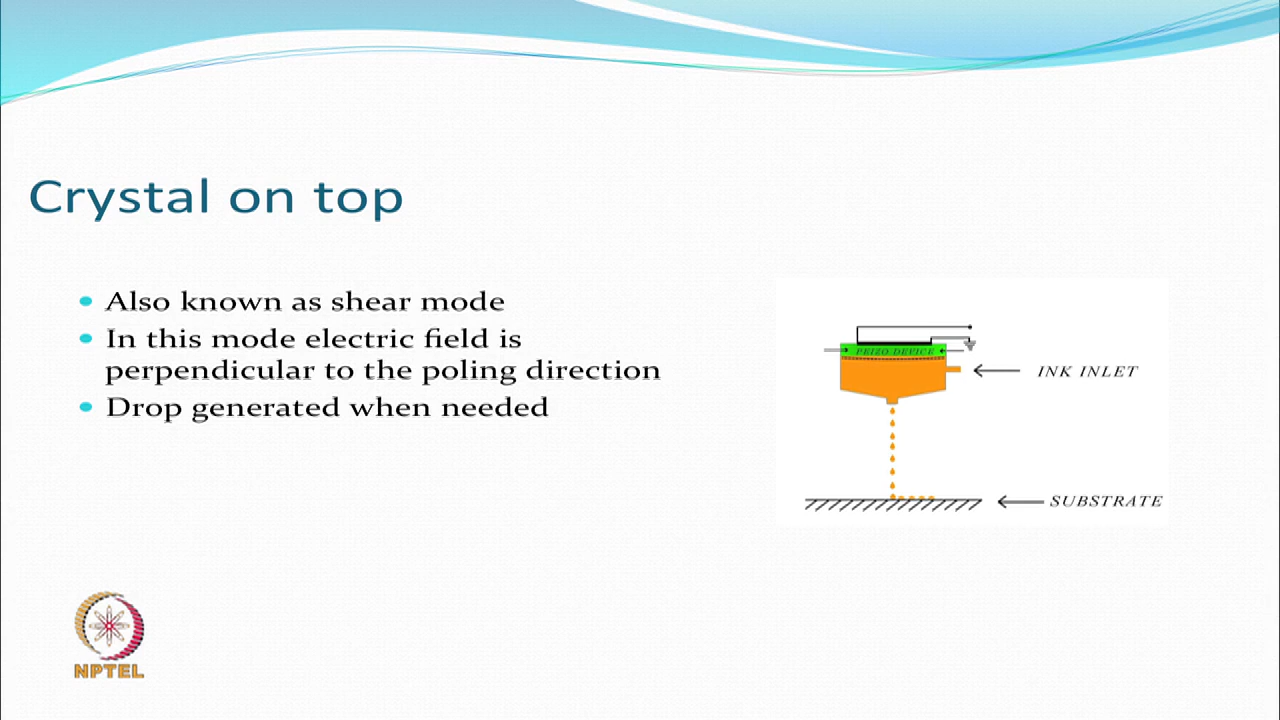 Crystal on top
Also known as shear mode
In this mode electric field is
perpendicular to the poling direction
Drop generated when needed
PEIZO DEVICE
INK INLET
SUBSTRATE
NPTEL